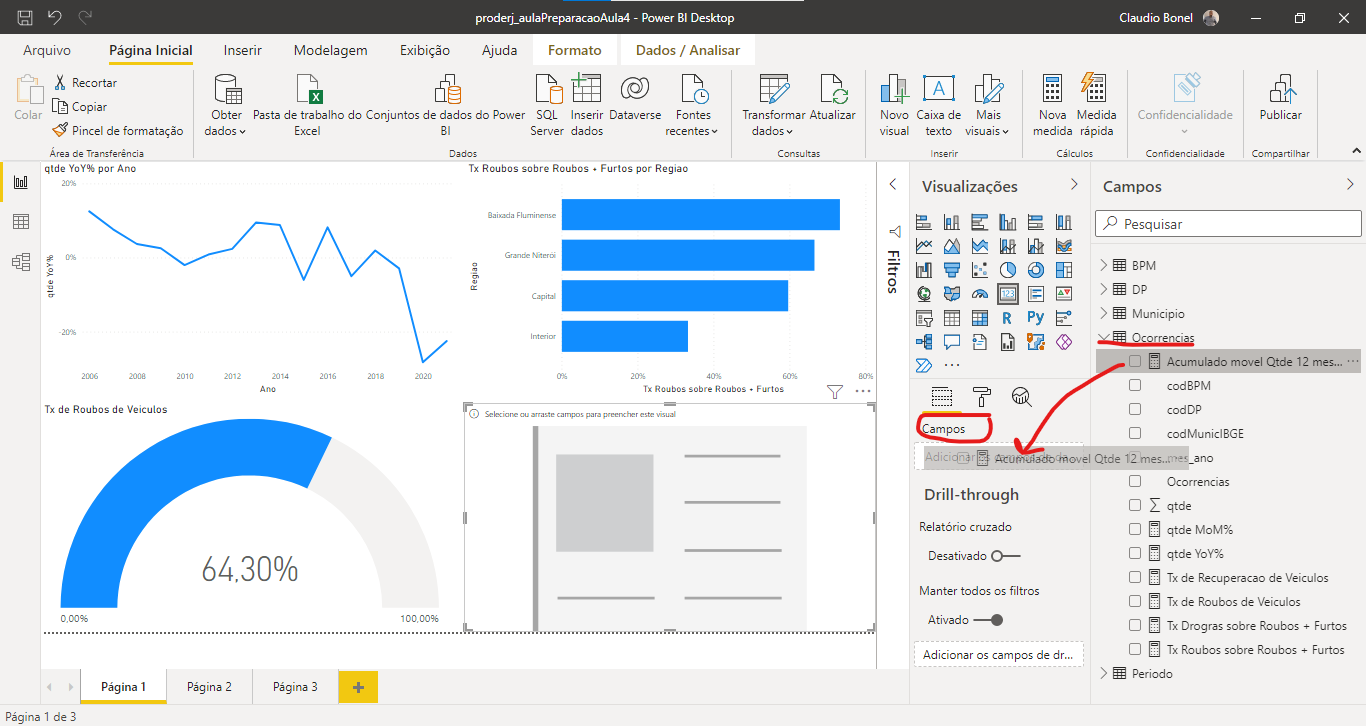 proderj_aulaPreparacaoAula4 - Power BI Desktop
Claudio Bonel
Arquivo
Página Inicial
Inserir
Modelagem
Exibição
Ajuda
Formato
Dados / Analisar
Colar
Recortar
Copiar
Pincel de formatação
Área de Transferência
Obter
dados
Pasta de trabalho do
Excel
Conjuntos de dados do Power
BI
SQL
Server
Inserir
dados
Dataverse
Fontes
recentes
Dados
Transformar
dados
Atualizar
Consultas
Novo
visual
Caixa de
texto
Mais
visuais
Inserir
Nova
medida
Medida
rápida
Cálculos
Confidencialidade
Confidencialidade
Publicar
Compartilhar
qtde YoY% por Ano
20%
0%
-20%
qtde YoY%
2006
2008
2010
2012
2014
2016
2018
2020
Ano
Tx Roubos sobre Roubos + Furtos por Regiao
Regiao
Baixada Fluminense
Grande Niterói
Capital
Interior
0%
20%
40%
60%
80%
Tx Roubos sobre Roubos + Furtos
Tx de Roubos de Veiculos
64,30%
0,00%
100,00%
Selecione ou arraste campos para preencher este visual
Filtros
Visualizações
123
R
Py
Campos
Acumulado movel Qtde 12 mes...
Drill-through
Relatório cruzado
Desativado
Manter todos os filtros
Ativado
Adicionar os campos de dr...
Campos
Pesquisar
BPM
DP
Municipio
Ocorrencias
Acumulado movel Qtde 12 mes...
codBPM
codDP
codMunicIBGE
mes_ano
Ocorrencias
qtde
qtde MoM%
qtde YoY%
Tx de Recuperacao de Veiculos
Tx de Roubos de Veiculos
Tx Drogras sobre Roubos + Furtos
Tx Roubos sobre Roubos + Furtos
Periodo
Página 1
Página 2
Página 3
Página 1 de 3